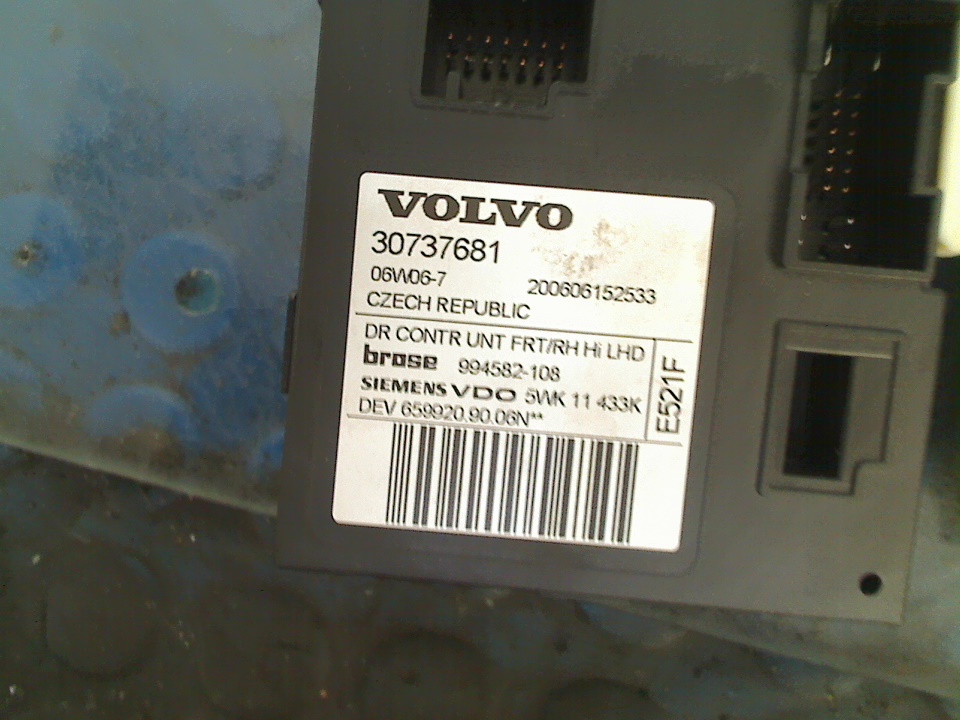 VOLVO
30737681
06W06-7 200606152533
CZECH REPUBLIC
DR CONTR UNT FRT/RH Hi LHD
brose 994582-108
SIEMENS VDO 5WK 11 433K
DEV 659920.90.06N**
E521F